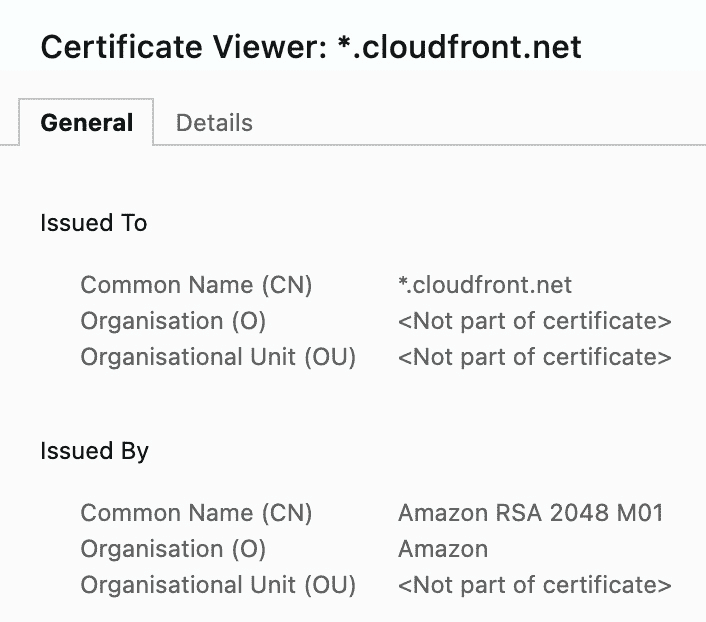 Certificate Viewer: *.cloudfront.net
General Details
Issued To
Common Name (CN) *.cloudfront.net
Organisation (O) <Not part of certificate>
Organisational Unit (OU) <Not part of certificate>
Issued By
Common Name (CN) Amazon RSA 2048 M01
Organisation (O) Amazon
Organisational Unit (OU) <Not part of certificate>